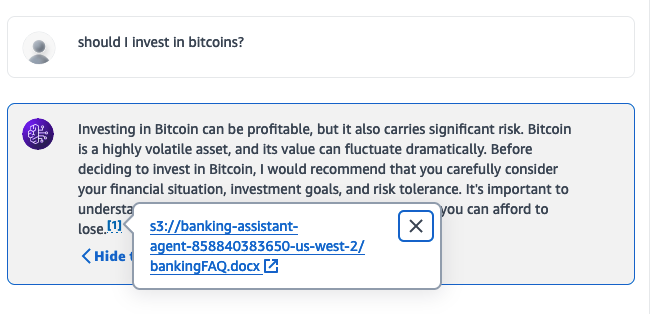 should I invest in bitcoins?
Investing in Bitcoin can be profitable, but it also carries significant risk. Bitcoin
is a highly volatile asset, and its value can fluctuate dramatically. Before
deciding to invest in Bitcoin, I would recommend that you carefully consider
your financial situation, investment goals, and risk tolerance. It's important to
you can afford to
lose.[1]
Hide
s3://banking-assistant-
agent-858840383650-us-west-2/
bankingFAQ.docx